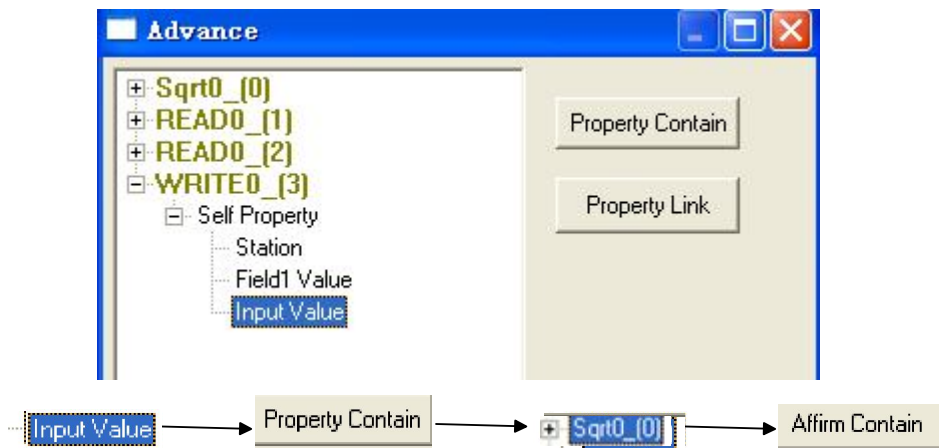 Advance
Sqrt0_(0)
READ0_(1)
READ0_(2)
WRITE0_(3)
Self Property
Station
Field1 Value
Input Value
Property Contain
Property Link
Input Value
Property Contain
Sqrt0_(0)
Affirm Contain